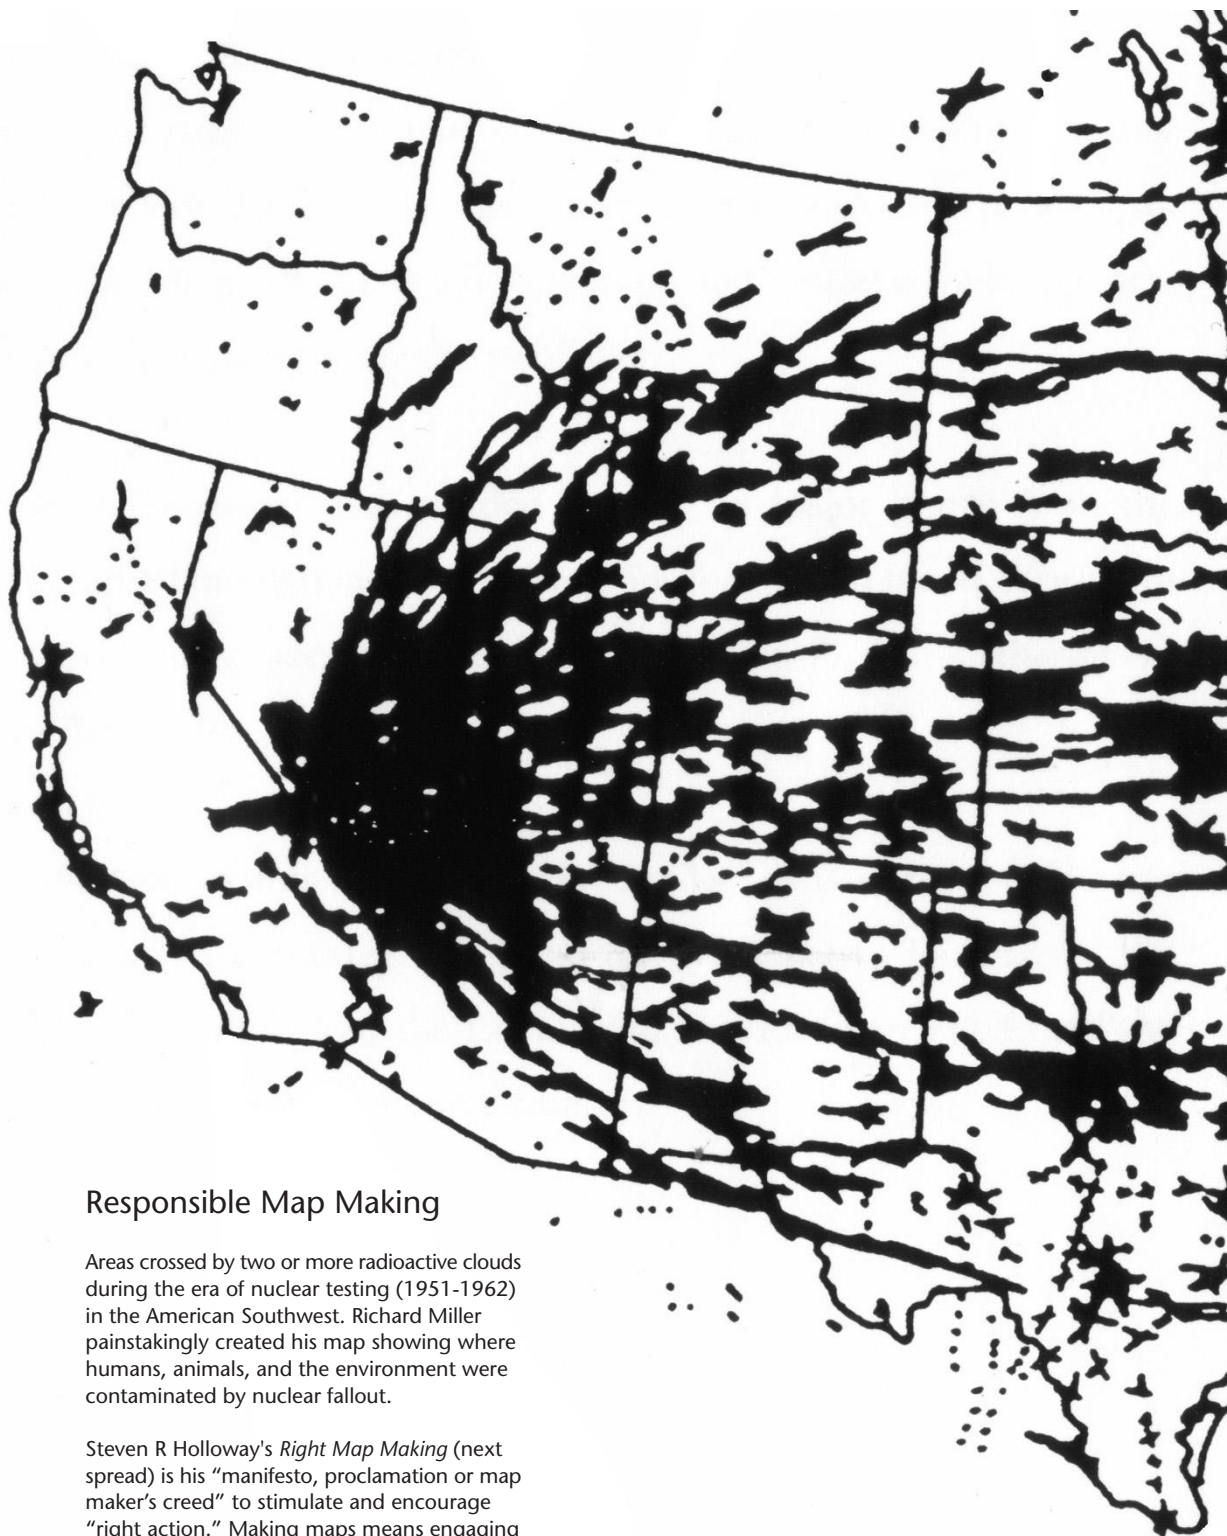 Responsible Map Making
Areas crossed by two or more radioactive clouds
during the era of nuclear testing (1951-1962)
in the American Southwest. Richard Miller
painstakingly created his map showing where
humans, animals, and the environment were
contaminated by nuclear fallout.
Steven R Holloway's Right Map Making (next
spread) is his “manifesto, proclamation or map
maker’s creed” to stimulate and encourage
“right action.” Making maps means engaging